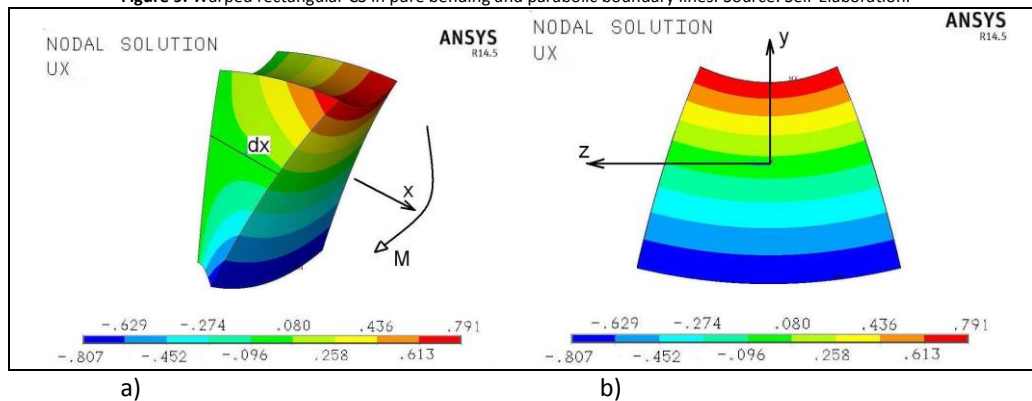 Figure 5. Warped rectangular CS in pure bending and parabolic boundary lines. Source: Self-Elaboration.
NODAL SOLUTION
UX
ANSYS
R14.5
dx
x
M
-.629 -.274 .080 .436 .791
-.807 -.452 -.096 .258 .613
a)
NODAL SOLUTION
UX
ANSYS
R14.5
y
MX
z
-.629 -.274 .080 .436 .791
-.807 -.452 -.096 .258 .613
b)